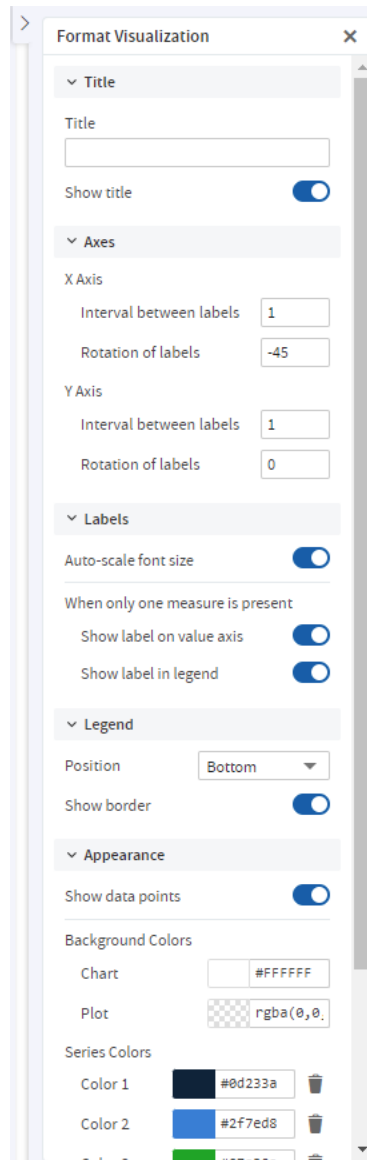 Format Visualization
Title
Title
Show title
Axes
X Axis
Interval between labels 1
Rotation of labels -45
Y Axis
Interval between labels 1
Rotation of labels 0
Labels
Auto-scale font size
When only one measure is present
Show label on value axis
Show label in legend
Legend
Position Bottom
Show border
Appearance
Show data points
Background Colors
Chart #FFFFFF
Plot rgba(0,0.
Series Colors
Color 1 #0d233a
Color 2 #2f7ed8